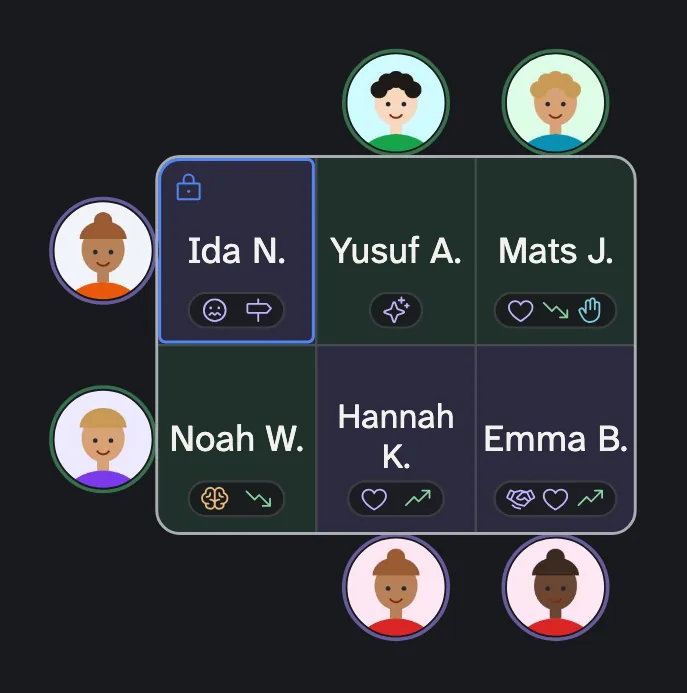 Ida N.
Yusuf A.
Mats J.
Noah W.
Hannah
K.
Emma B.